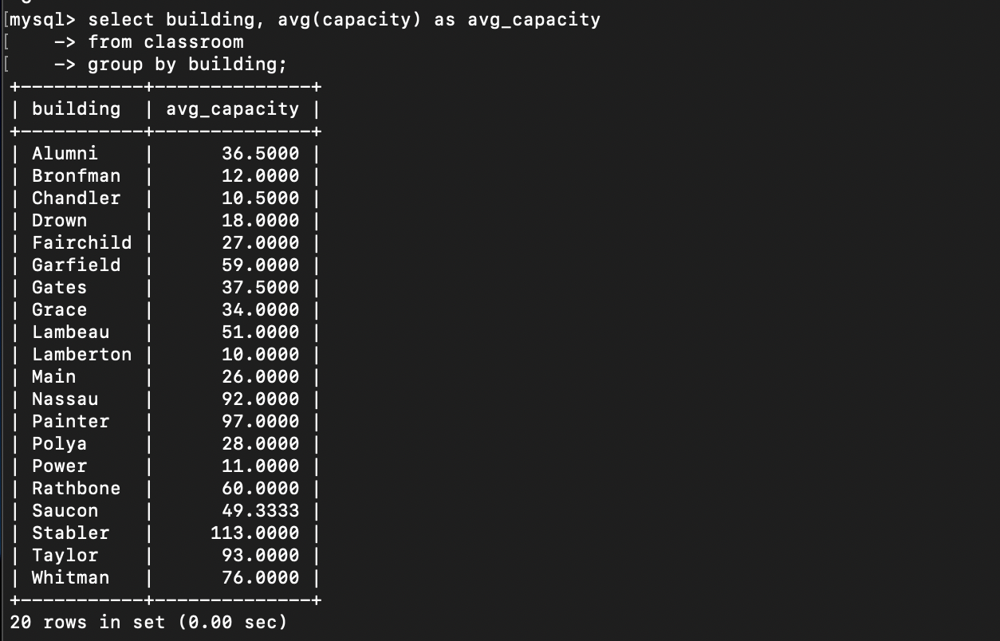 [mysql> select building, avg(capacity) as avg_capacity
[    -> from classroom
[    -> group by building;
+-----------+--------------+
| building  | avg_capacity |
+-----------+--------------+
| Alumni    |      36.5000 |
| Bronfman  |      12.0000 |
| Chandler  |      10.5000 |
| Drown     |      18.0000 |
| Fairchild |      27.0000 |
| Garfield  |      59.0000 |
| Gates     |      37.5000 |
| Grace     |      34.0000 |
| Lambeau   |      51.0000 |
| Lamberton |      10.0000 |
| Main      |      26.0000 |
| Nassau    |      92.0000 |
| Painter   |      97.0000 |
| Polya     |      28.0000 |
| Power     |      11.0000 |
| Rathbone  |      60.0000 |
| Saucon    |      49.3333 |
| Stabler   |     113.0000 |
| Taylor    |      93.0000 |
| Whitman   |      76.0000 |
+-----------+--------------+
20 rows in set (0.00 sec)